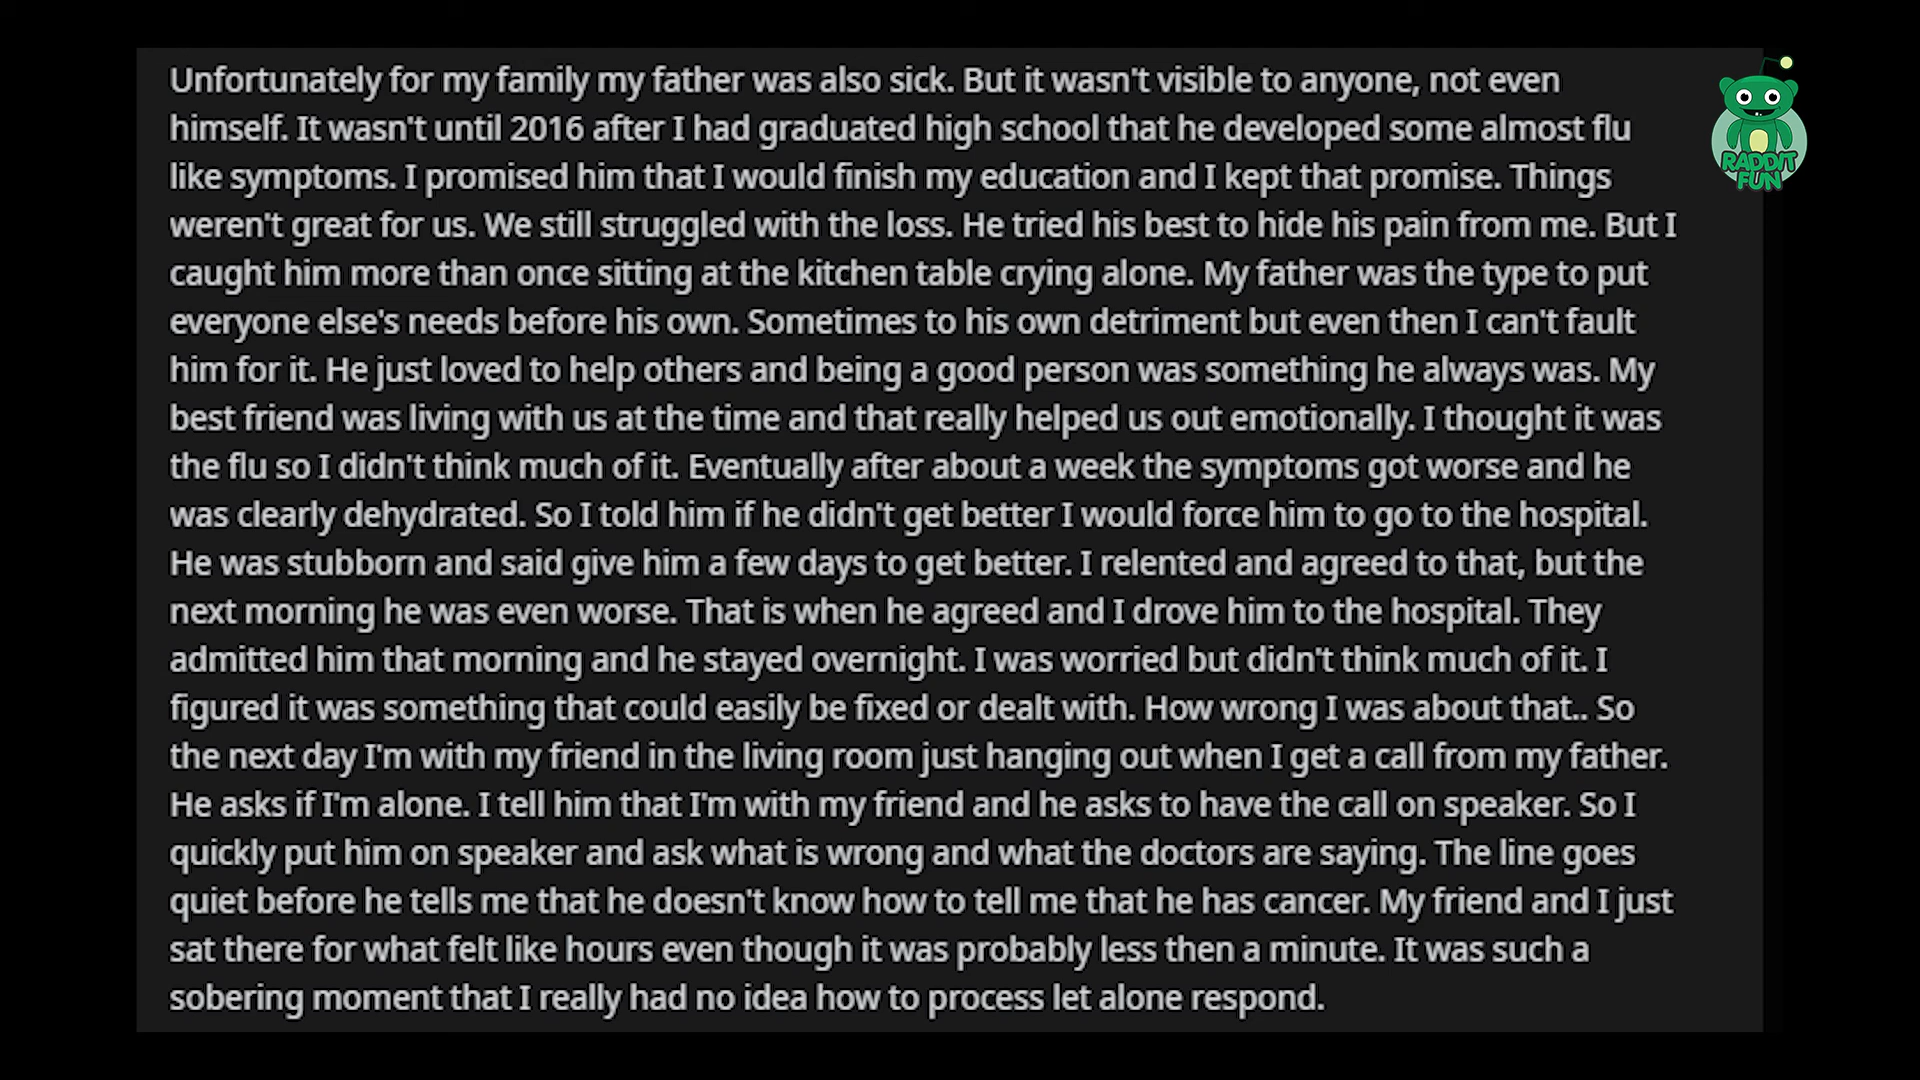 Unfortunately for my family my father was also sick. But it wasn't visible to anyone, not even
himself. It wasn't until 2016 after I had graduated high school that he developed some almost flu
like symptoms. I promised him that I would finish my education and I kept that promise. Things
weren't great for us. We still struggled with the loss. He tried his best to hide his pain from me. But I
caught him more than once sitting at the kitchen table crying alone. My father was the type to put
everyone else's needs before his own. Sometimes to his own detriment but even then I can't fault
him for it. He just loved to help others and being a good person was something he always was. My
best friend was living with us at the time and that really helped us out emotionally. I thought it was
the flu so I didn't think much of it. Eventually after about a week the symptoms got worse and he
was clearly dehydrated. So I told him if he didn't get better I would force him to go to the hospital.
He was stubborn and said give him a few days to get better. I relented and agreed to that, but the
next morning he was even worse. That is when he agreed and I drove him to the hospital. They
admitted him that morning and he stayed overnight. I was worried but didn't think much of it. I
figured it was something that could easily be fixed or dealt with. How wrong I was about that.. So
the next day I'm with my friend in the living room just hanging out when I get a call from my father.
He asks if I'm alone. I tell him that I'm with my friend and he asks to have the call on speaker. So I
quickly put him on speaker and ask what is wrong and what the doctors are saying. The line goes
quiet before he tells me that he doesn't know how to tell me that he has cancer. My friend and I just
sat there for what felt like hours even though it was probably less then a minute. It was such a
sobering moment that I really had no idea how to process let alone respond.
RADDIT
FUN